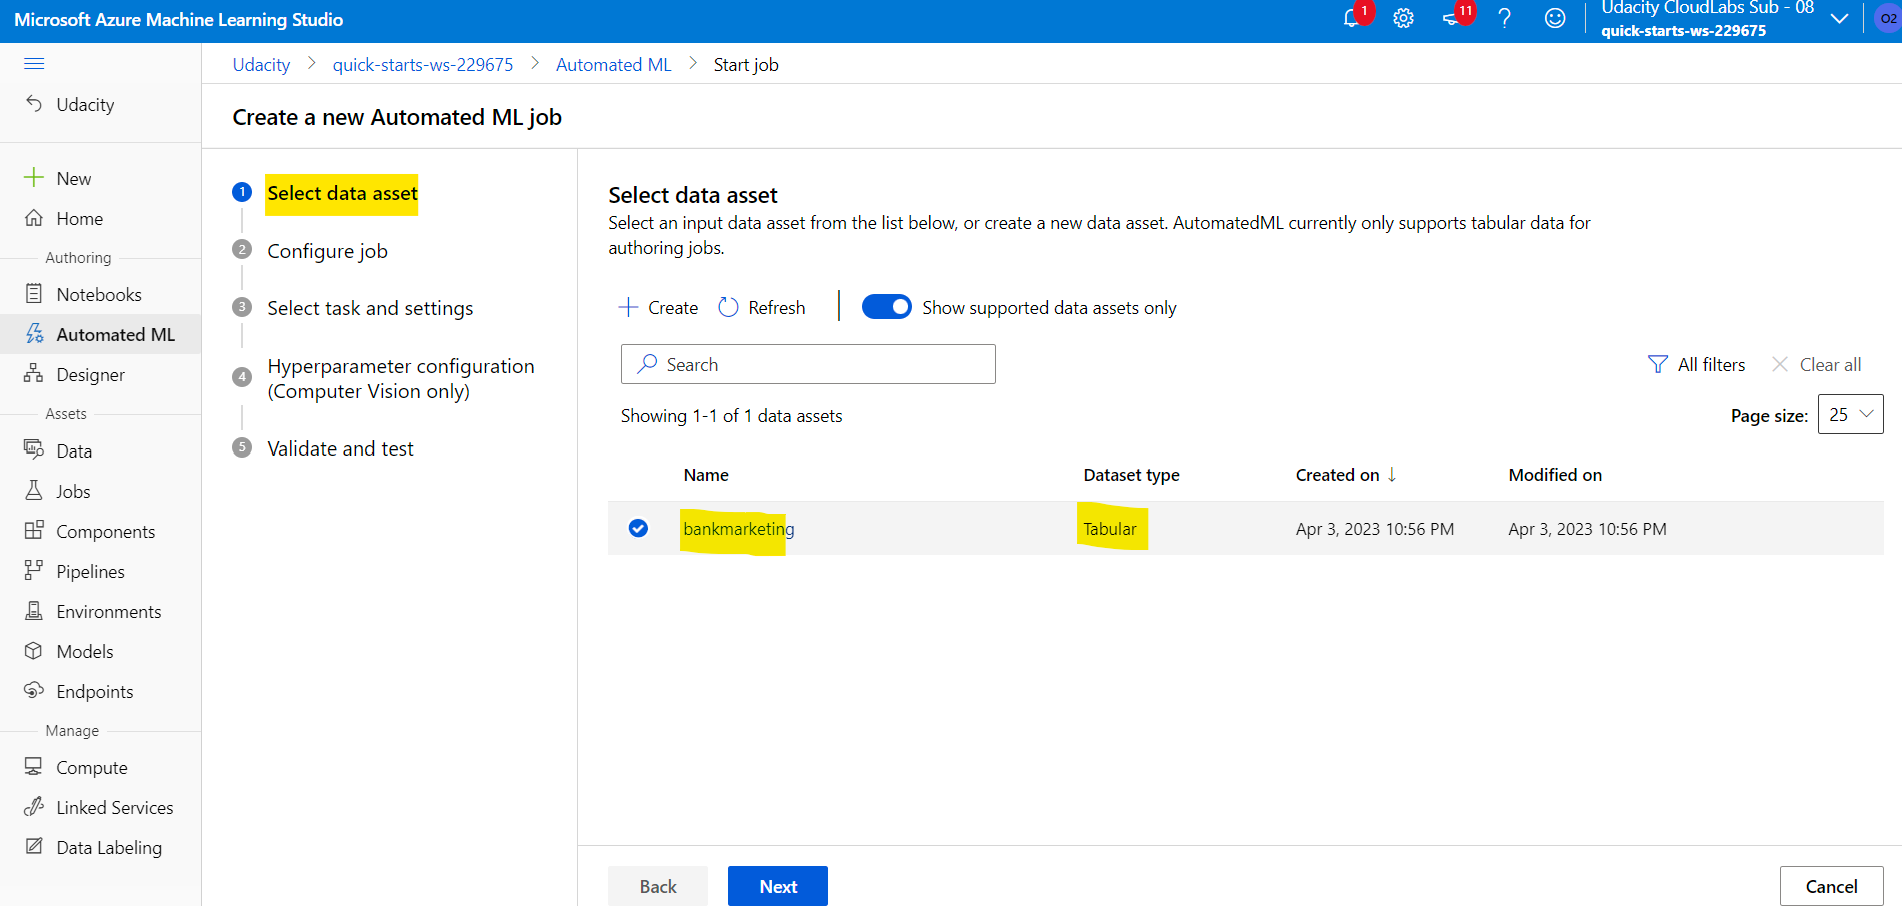 Microsoft Azure Machine Learning Studio
1
11
Udacity CloudLabs Sub - 08
quick-starts-ws-229675
O2
Udacity
New
Home
Authoring
Notebooks
Automated ML
Designer
Assets
Data
Jobs
Components
Pipelines
Environments
Models
Endpoints
Manage
Compute
Linked Services
Data Labeling
Udacity > quick-starts-ws-229675 > Automated ML > Start job
Create a new Automated ML job
1 Select data asset
2 Configure job
3 Select task and settings
4 Hyperparameter configuration
(Computer Vision only)
5 Validate and test
Select data asset
Select an input data asset from the list below, or create a new data asset. AutomatedML currently only supports tabular data for
authoring jobs.
Create Refresh Show supported data assets only
Search
All filters Clear all
Showing 1-1 of 1 data assets
Page size: 25
Name Dataset type Created on ↓ Modified on
bankmarketing Tabular Apr 3, 2023 10:56 PM Apr 3, 2023 10:56 PM
Back Next Cancel